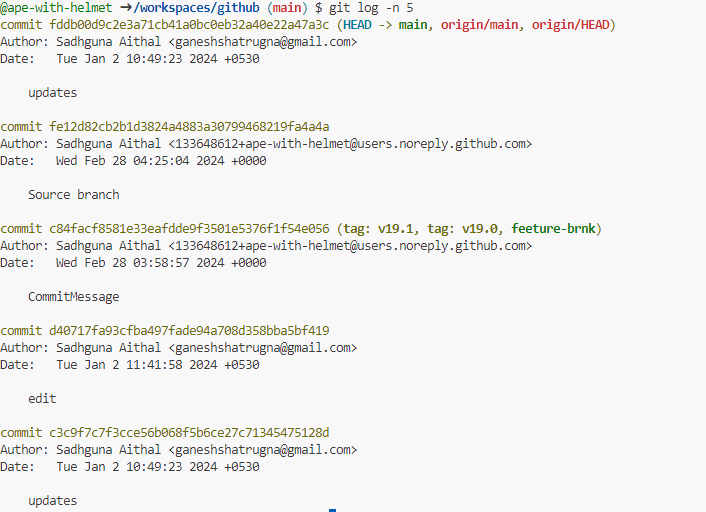 @ape-with-helmet ➜/workspaces/github (main) $ git log -n 5
commit fddb00d9c2e3a71cb41a0bc0eb32a40e22a47a3c (HEAD -> main, origin/main, origin/HEAD)
Author: Sadhguna Aithal <ganeshshatrugna@gmail.com>
Date:   Tue Jan 2 10:49:23 2024 +0530
updates
commit fe12d82cb2b1d3824a4883a30799468219fa4a4a
Author: Sadhguna Aithal <133648612+ape-with-helmet@users.noreply.github.com>
Date:   Wed Feb 28 04:25:04 2024 +0000
Source branch
commit c84facf8581e33eafdde9f3501e5376f1f54e056 (tag: v19.1, tag: v19.0, feeture-brnk)
Author: Sadhguna Aithal <133648612+ape-with-helmet@users.noreply.github.com>
Date:   Wed Feb 28 03:58:57 2024 +0000
CommitMessage
commit d40717fa93cfba497fade94a708d358bba5bf419
Author: Sadhguna Aithal <ganeshshatrugna@gmail.com>
Date:   Tue Jan 2 11:41:58 2024 +0530
edit
commit c3c9f7c7f3cce56b068f5b6ce27c71345475128d
Author: Sadhguna Aithal <ganeshshatrugna@gmail.com>
Date:   Tue Jan 2 10:49:23 2024 +0530
updates